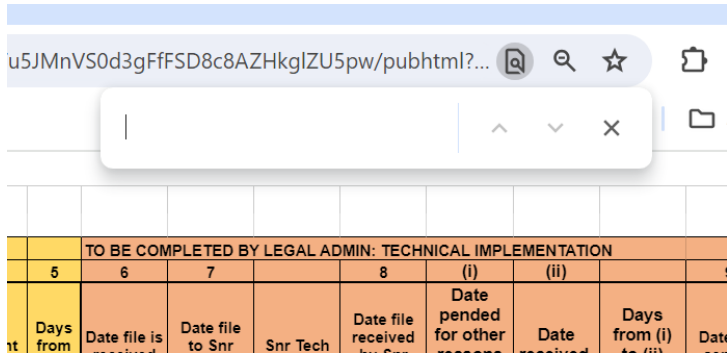 u5JMnVS0d3gFfFSD8c8AZHkglZU5pw/pubhtml?...
TO BE COMPLETED BY LEGAL ADMIN: TECHNICAL IMPLEMENTATION
5 6 7 8 (i) (ii)
Days from
Date file is received
Date file to Snr
Snr Tech
Date file received by Snr
Date pended for other reasons
Date received
Days from (i) to (ii)